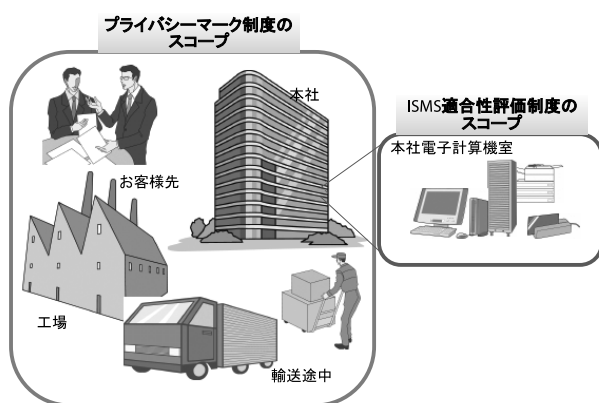 プライバシーマーク制度の
スコープ
本社
お客様先
工場
輸送途中
ISMS適合性評価制度の
スコープ
本社電子計算機室